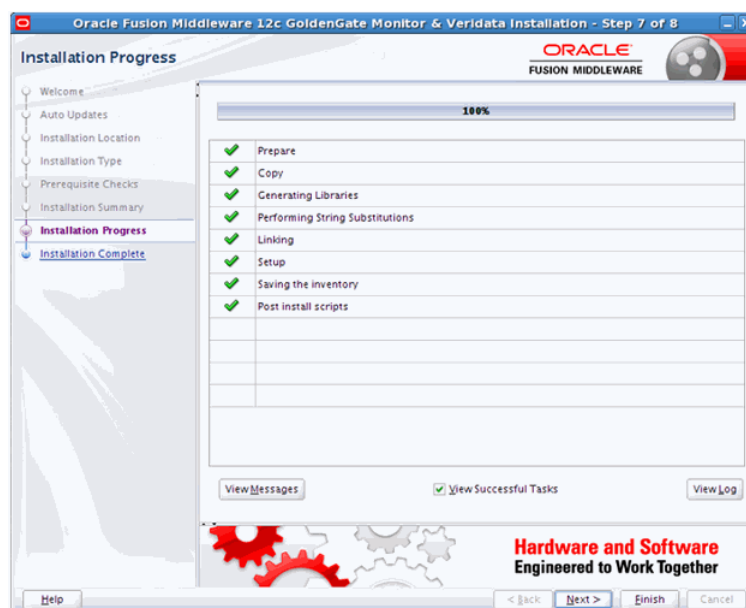 Oracle Fusion Middleware 12c GoldenGate Monitor & Veridata Installation - Step 7 of 8
Installation Progress
ORACLE
FUSION MIDDLEWARE
Welcome
Auto Updates
Installation Location
Installation Type
Prerequisite Checks
Installation Summary
Installation Progress
Installation Complete
100%
Prepare
Copy
Generating Libraries
Performing String Substitutions
Linking
Setup
Saving the inventory
Post install scripts
View Messages
View Successful Tasks
View Log
Hardware and Software
Engineered to Work Together
Help
< Back
Next >
Finish
Cancel